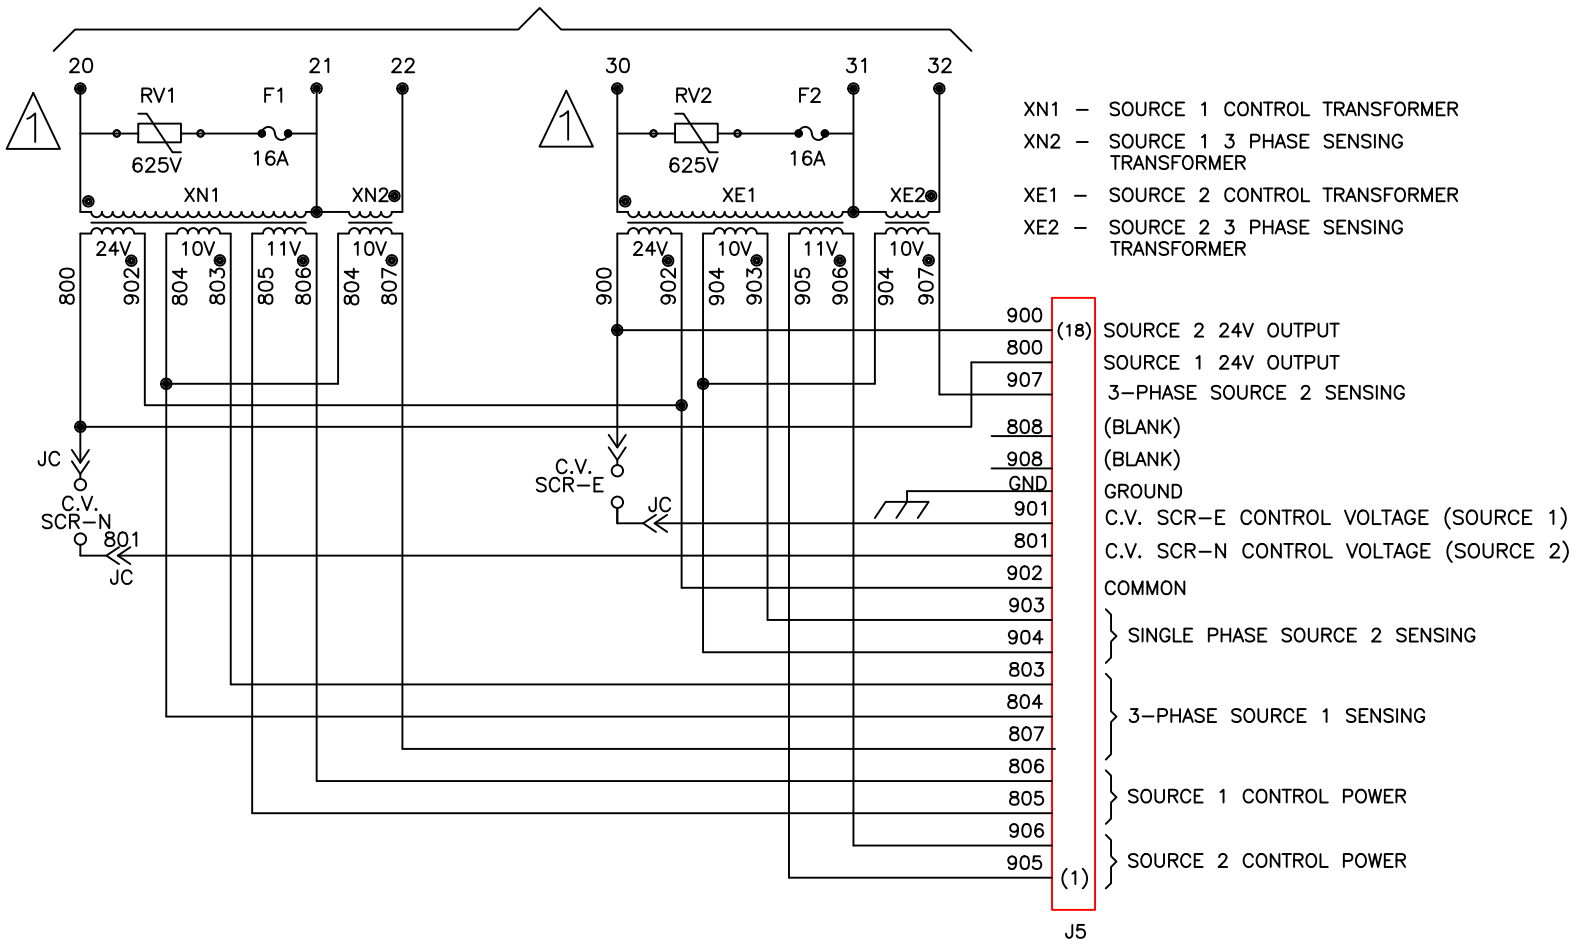 20
21
22
30
31
32
RV1
F1
RV2
F2
1
1
625V
16A
625V
16A
XN1
XN2
XE1
XE2
24V
10V
11V
10V
24V
10V
11V
10V
800
902
804
803
805
806
804
807
900
902
904
903
905
906
904
907
XN1 – SOURCE 1 CONTROL TRANSFORMER
XN2 – SOURCE 1 3 PHASE SENSING
TRANSFORMER
XE1 – SOURCE 2 CONTROL TRANSFORMER
XE2 – SOURCE 2 3 PHASE SENSING
TRANSFORMER
900 (18) SOURCE 2 24V OUTPUT
800 SOURCE 1 24V OUTPUT
907 3–PHASE SOURCE 2 SENSING
808 (BLANK)
908 (BLANK)
GND GROUND
901 C.V. SCR–E CONTROL VOLTAGE (SOURCE 1)
801 C.V. SCR–N CONTROL VOLTAGE (SOURCE 2)
902 COMMON
903
904
SINGLE PHASE SOURCE 2 SENSING
803
804
807
3–PHASE SOURCE 1 SENSING
806
805
SOURCE 1 CONTROL POWER
906
905 (1)
SOURCE 2 CONTROL POWER
JC
C.V.
SCR–N
801
JC
C.V.
SCR–E
JC
J5